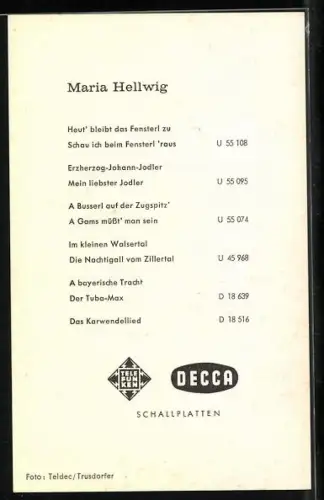 Maria Hellwig
Heut' bleibt das Fensterl zu
Schau ich beim Fensterl 'raus U 55 108
Erzherzog-Johann-Jodler
Mein liebster Jodler U 55 095
A Busserl auf der Zugspitz'
A Gams müßt' man sein U 55 074
Im kleinen Walsertal
Die Nachtigall vom Zillertal U 45 968
A bayerische Tracht
Der Tuba-Max D 18 639
Das Karwendellied D 18 516
TELE
FUN
KEN
DECCA
SCHALLPLATTEN
Foto: Teldec/Trusdorfer